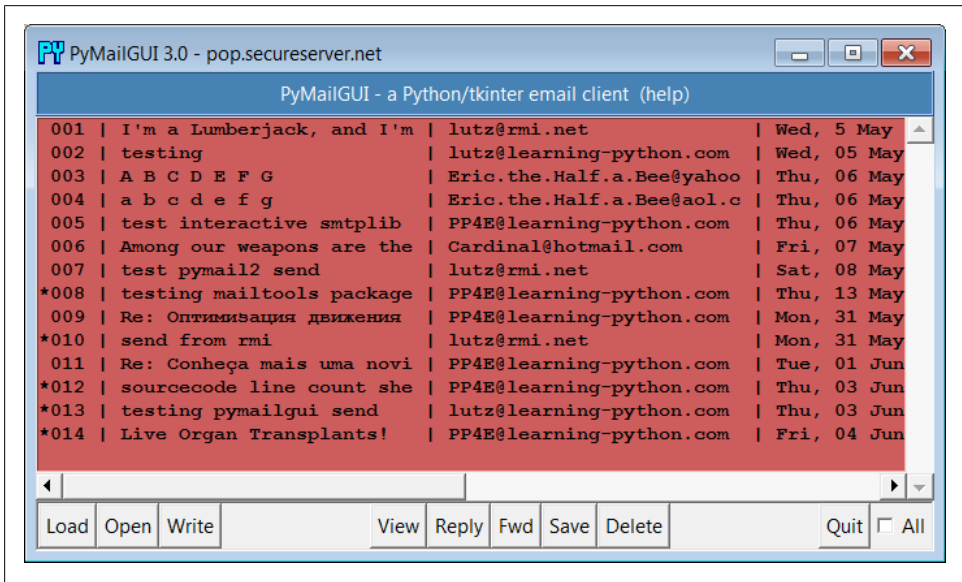 PY PyMailGUI 3.0 - pop.secureserver.net
PyMailGUI - a Python/tkinter email client (help)
001 | I'm a Lumberjack, and I'm | lutz@rmi.net | Wed, 5 May
002 | testing | lutz@learning-python.com | Wed, 05 May
003 | A B C D E F G | Eric.the.Half.a.Bee@yahoo | Thu, 06 May
004 | a b c d e f g | Eric.the.Half.a.Bee@aol.c | Thu, 06 May
005 | test interactive smtplib | PP4E@learning-python.com | Thu, 06 May
006 | Among our weapons are the | Cardinal@hotmail.com | Fri, 07 May
007 | test pymail2 send | lutz@rmi.net | Sat, 08 May
*008 | testing mailtools package | PP4E@learning-python.com | Thu, 13 May
009 | Re: Оптимизация движения | PP4E@learning-python.com | Mon, 31 May
*010 | send from rmi | lutz@rmi.net | Mon, 31 May
011 | Re: Conheça mais uma novi | PP4E@learning-python.com | Tue, 01 Jun
*012 | sourcecode line count she | PP4E@learning-python.com | Thu, 03 Jun
*013 | testing pymailgui send | lutz@learning-python.com | Thu, 03 Jun
*014 | Live Organ Transplants! | PP4E@learning-python.com | Fri, 04 Jun
Load Open Write View Reply Fwd Save Delete Quit All